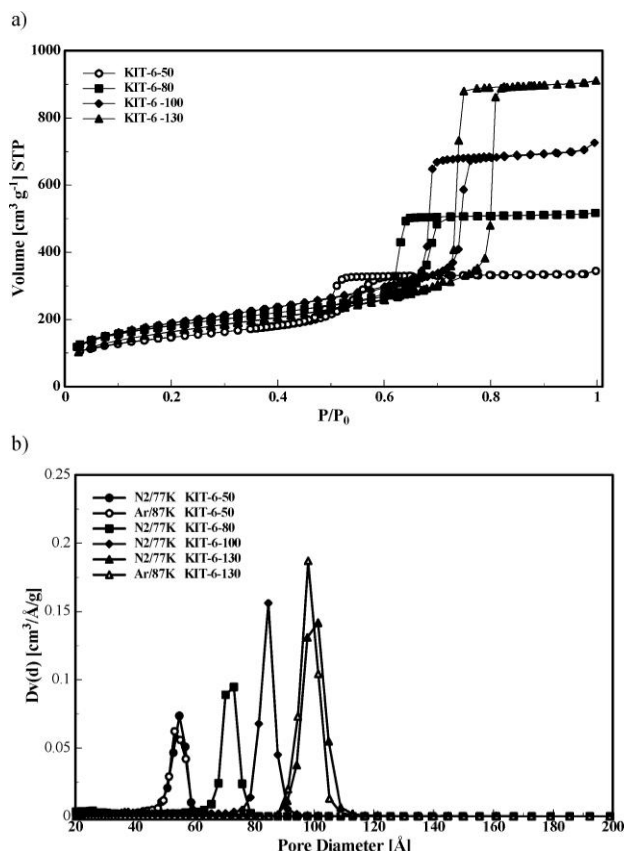 a)
1000
800
600
400
200
0
Volume [cm³ g⁻¹] STP
KIT-6-50
KIT-6-80
KIT-6 -100
KIT-6 -130
0 0.2 0.4 0.6 0.8 1
P/P₀
b)
0.25
0.2
0.15
0.1
0.05
0
Dv(d) [cm³/Å/g]
N2/77K KIT-6-50
Ar/87K KIT-6-50
N2/77K KIT-6-80
N2/77K KIT-6-100
N2/77K KIT-6-130
Ar/87K KIT-6-130
20 40 60 80 100 120 140 160 180 200
Pore Diameter [Å]